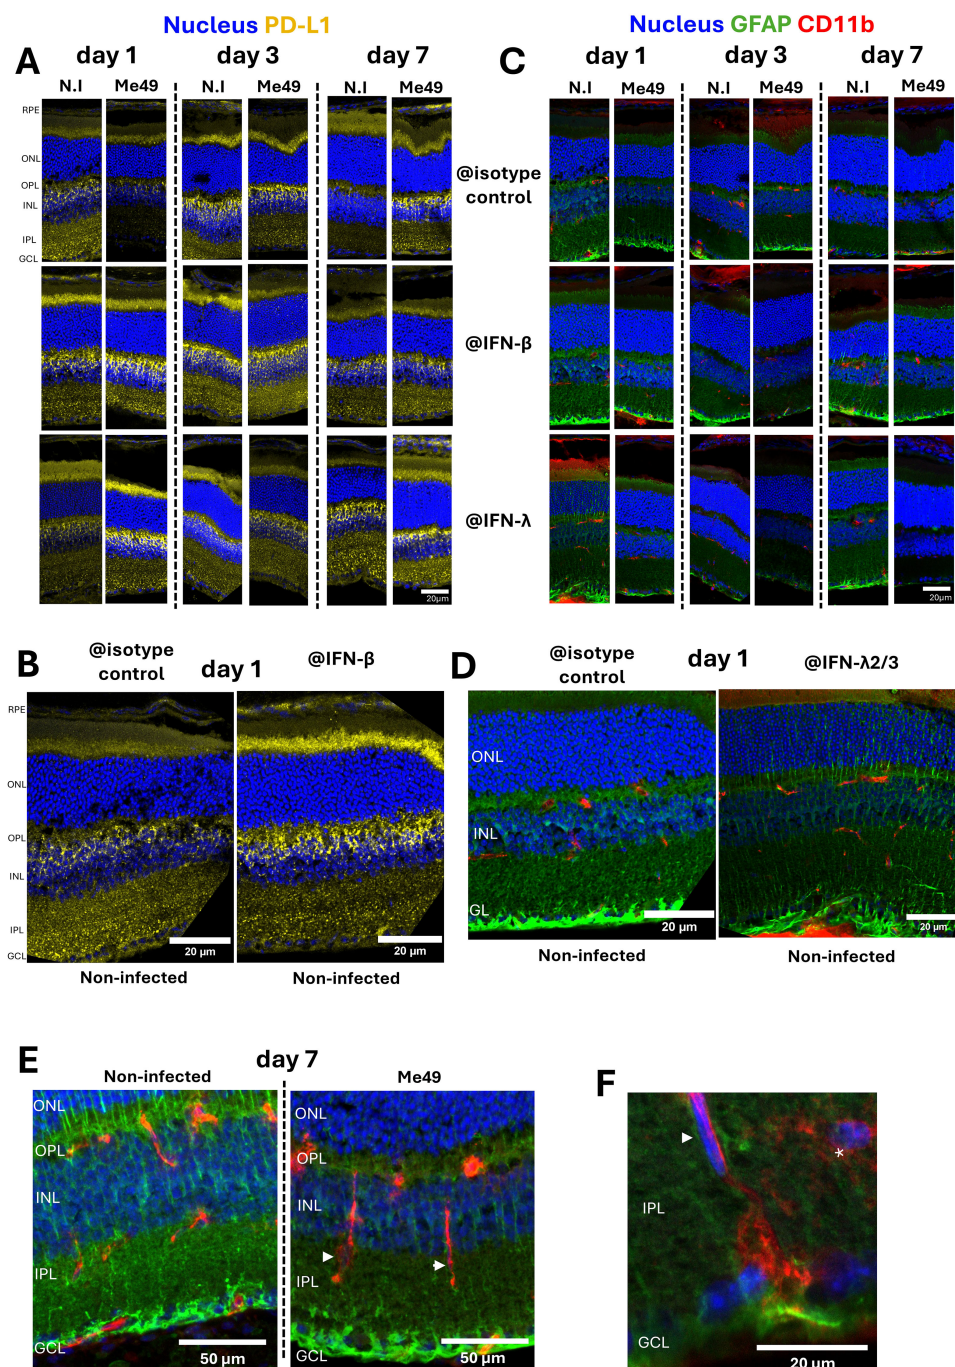 Nucleus PD-L1
A
day 1
day 3
day 7
N.I
Me49
N.I
Me49
N.I
Me49
RPE
ONL
OPL
INL
IPL
GCL
20μm
@isotype
control
@IFN-β
@IFN-λ
Nucleus GFAP CD11b
C
day 1
day 3
day 7
N.I
Me49
N.I
Me49
N.I
Me49
20μm
B
@isotype
control
day 1
@IFN-β
RPE
ONL
OPL
INL
IPL
GCL
20 μm
20 μm
Non-infected
Non-infected
D
@isotype
control
day 1
@IFN-λ2/3
ONL
INL
GL
20 μm
20 μm
Non-infected
Non-infected
E
day 7
Non-infected
Me49
ONL
OPL
INL
IPL
GCL
50 μm
ONL
OPL
INL
IPL
GCL
50 μm
F
*
IPL
GCL
20 μm